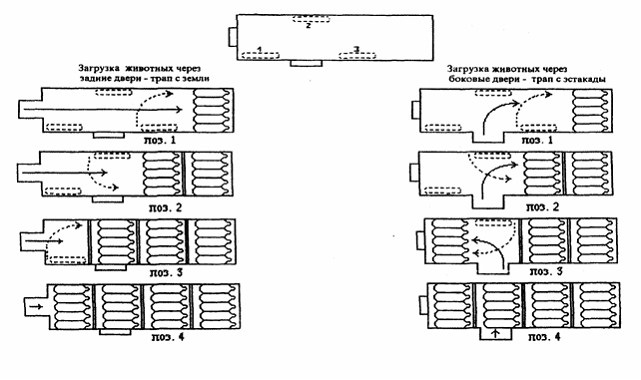 2
1
3
Загрузка животных через
задние двери - трап с земли
Загрузка животных через
боковые двери - трап с эстакады
поз. 1
поз. 1
поз. 2
поз. 2
поз. 3
поз. 3
поз. 4
поз. 4